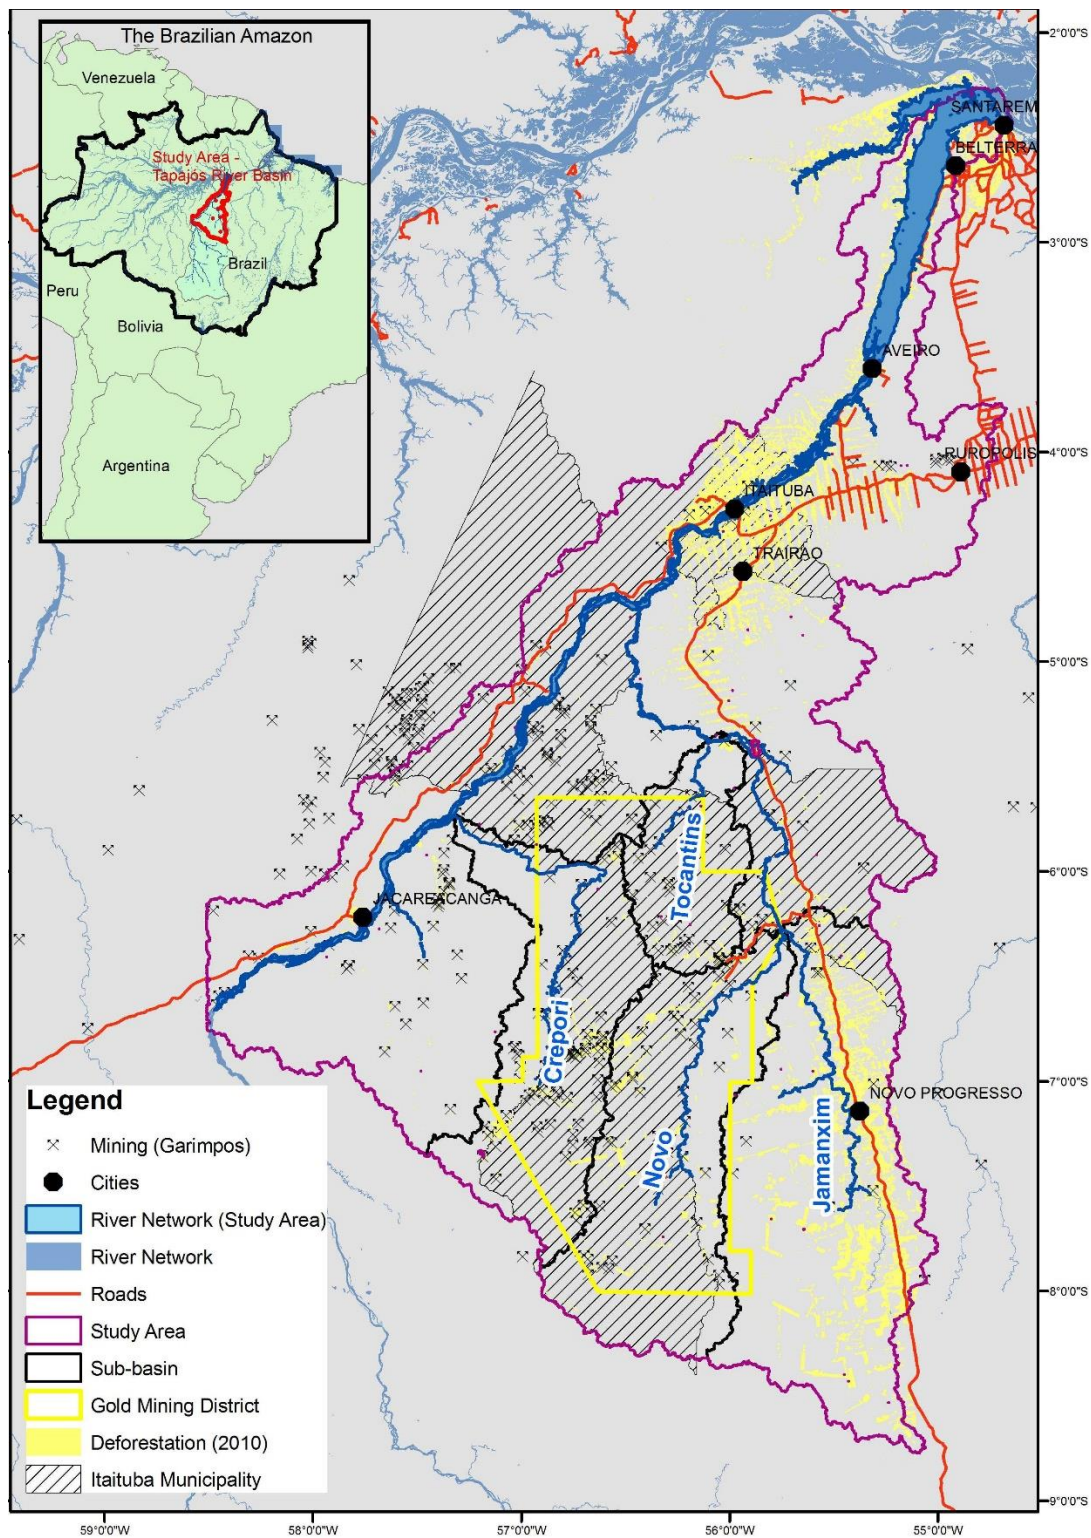 The Brazilian Amazon
Venezuela
Study Area -
Tapajós River Basin
Brazil
Peru
Bolivia
Argentina
2°0'0"S
SANTAREM
BELTERRA
3°0'0"S
AVEIRO
4°0'0"S
RUROPOLIS
ITAITUBA
TRAIRAO
5°0'0"S
Tocantins
6°0'0"S
JACAREACANGA
Crepori
7°0'0"S
NOVO PROGRESSO
Novo
Jamanxim
8°0'0"S
9°0'0"S
Legend
Mining (Garimpos)
Cities
River Network (Study Area)
River Network
Roads
Study Area
Sub-basin
Gold Mining District
Deforestation (2010)
Itaituba Municipality
59°0'0"W
58°0'0"W
57°0'0"W
56°0'0"W
55°0'0"W